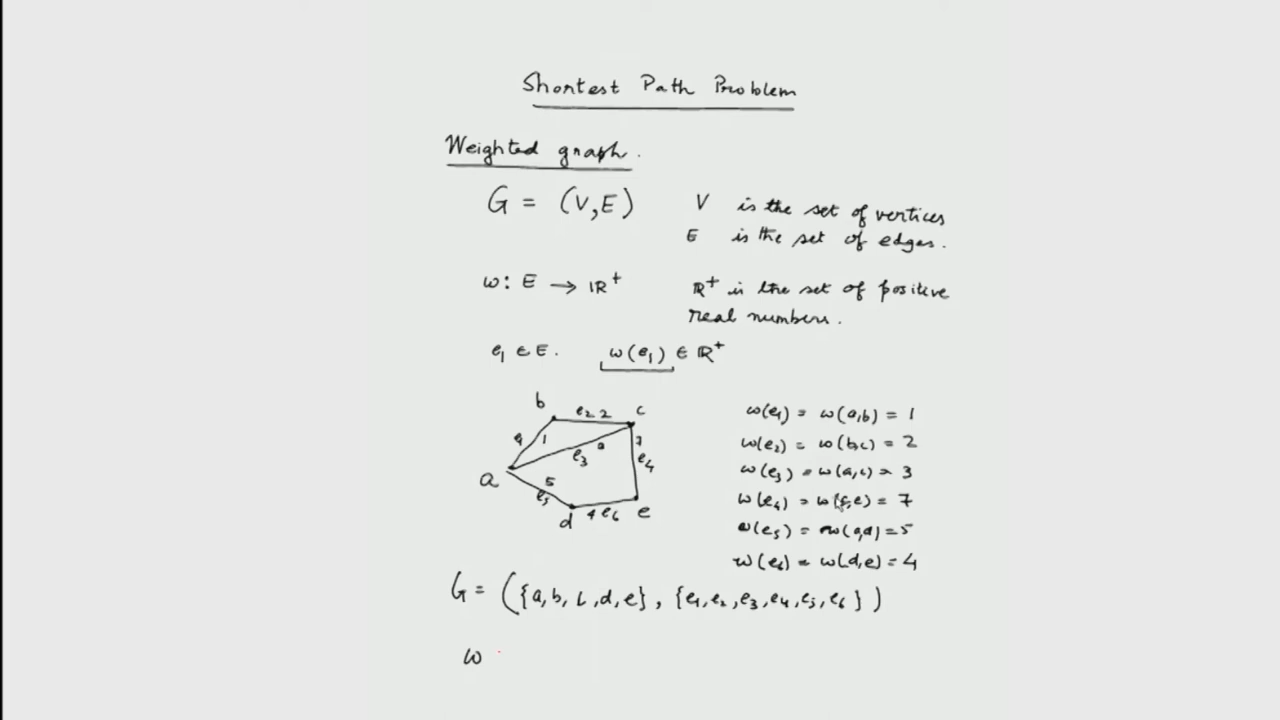 Shortest Path Problem
Weighted graph.
G = (V,E) V is the set of vertices
E is the set of edges.
w: E → ℝ⁺ ℝ⁺ is the set of positive
real numbers.
e₁ ∈ E. w(e₁) ∈ ℝ⁺
b e₂ 2 c
e₁ 1 e₃ 7 e₄
a 5 e₅ d 4 e₆ e
w(e₁) = w(a,b) = 1
w(e₂) = w(b,c) = 2
w(e₃) = w(a,c) = 3
w(e₄) = w(c,e) = 7
w(e₅) = w(a,d) = 5
w(e₆) = w(d,e) = 4
G = ({a,b,c,d,e}, {e₁,e₂,e₃,e₄,e₅,e₆})
w